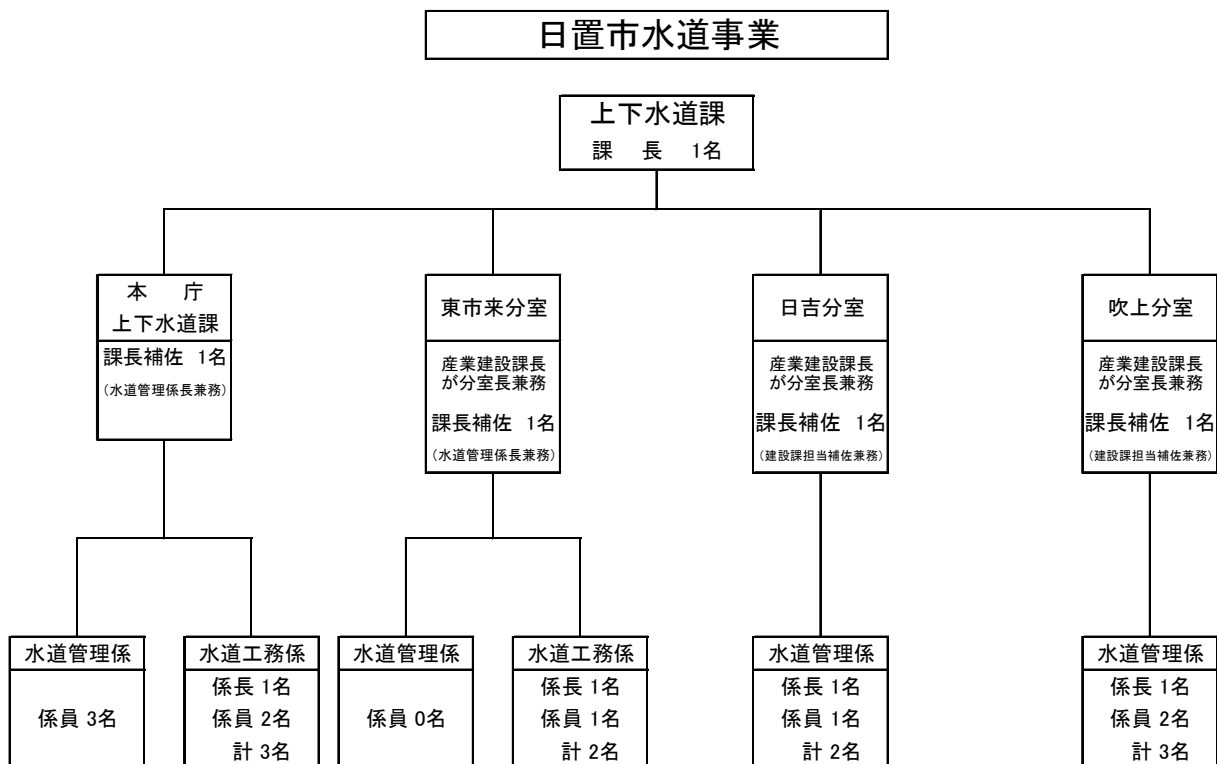 日置市水道事業
上下水道課
課 長 1名
本 庁
上下水道課
課長補佐 1名
(水道管理係長兼務)
東市来分室
産業建設課長
が分室長兼務
課長補佐 1名
(水道管理係長兼務)
日吉分室
産業建設課長
が分室長兼務
課長補佐 1名
(建設課担当補佐兼務)
吹上分室
産業建設課長
が分室長兼務
課長補佐 1名
(建設課担当補佐兼務)
水道管理係
係員 3名
水道工務係
係長 1名
係員 2名
計 3名
水道管理係
係員 0名
水道工務係
係長 1名
係員 1名
計 2名
水道管理係
係長 1名
係員 1名
計 2名
水道管理係
係長 1名
係員 2名
計 3名